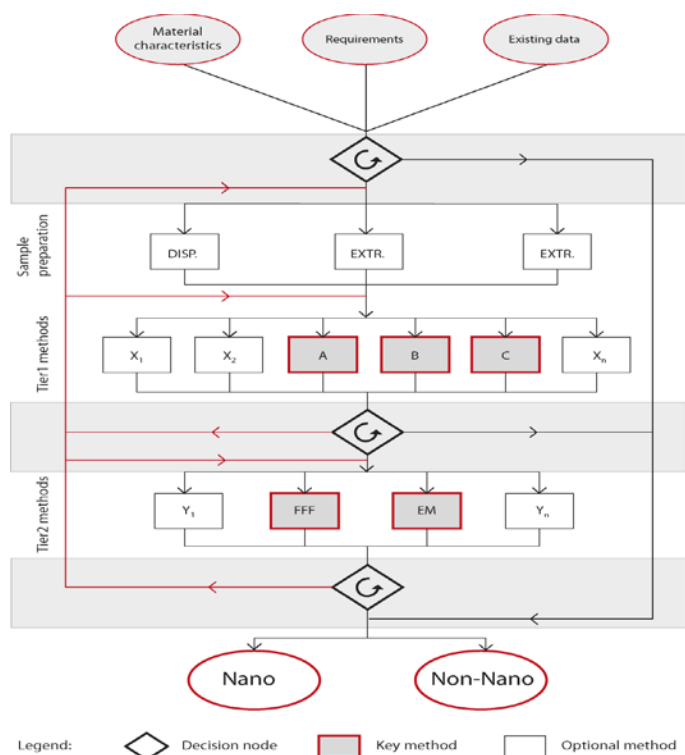 Material
characteristics
Requirements
Existing data
Sample
preparation
DISP.
EXTR.
EXTR.
Tier1 methods
X1
X2
A
B
C
Xn
Tier2 methods
Y1
FFF
EM
Yn
Nano
Non-Nano
Legend:
Decision node
Key method
Optional method